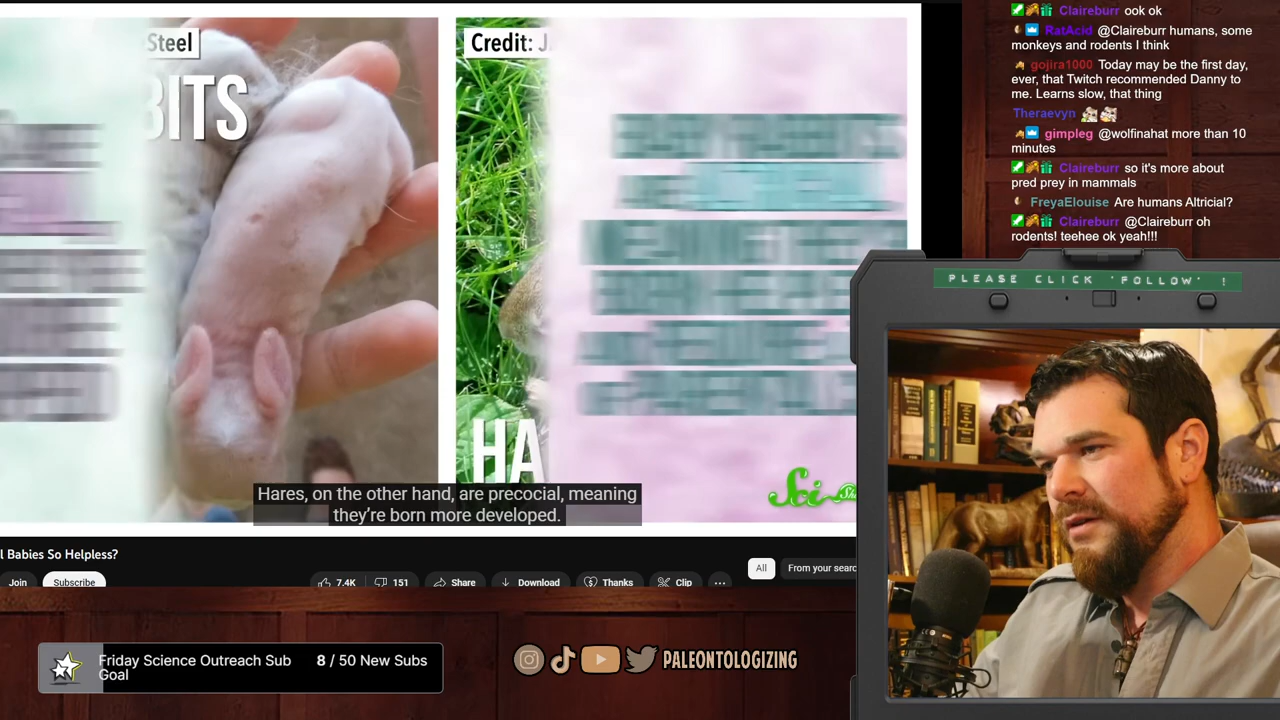 Steel
BITS
Credit: J
HA
Sci Sh
Hares, on the other hand, are precocial, meaning
they're born more developed.
l Babies So Helpless?
Join
Subscribe
7.4K
151
Share
Download
Thanks
Clip
...
All
From your searc
Claireburr ook ok
RatAcid @Claireburr humans, some
monkeys and rodents I think
gojira1000 Today may be the first day,
ever, that Twitch recommended Danny to
me. Learns slow, that thing
Theraevyn
gimpleg @wolfinahat more than 10
minutes
Claireburr so it's more about
pred prey in mammals
FreyaElouise Are humans Altricial?
Claireburr @Claireburr oh
rodents! teehee ok yeah!!!
PLEASE CLICK "FOLLOW" !
Friday Science Outreach Sub
Goal
8 / 50 New Subs
PALEONTOLOGIZING